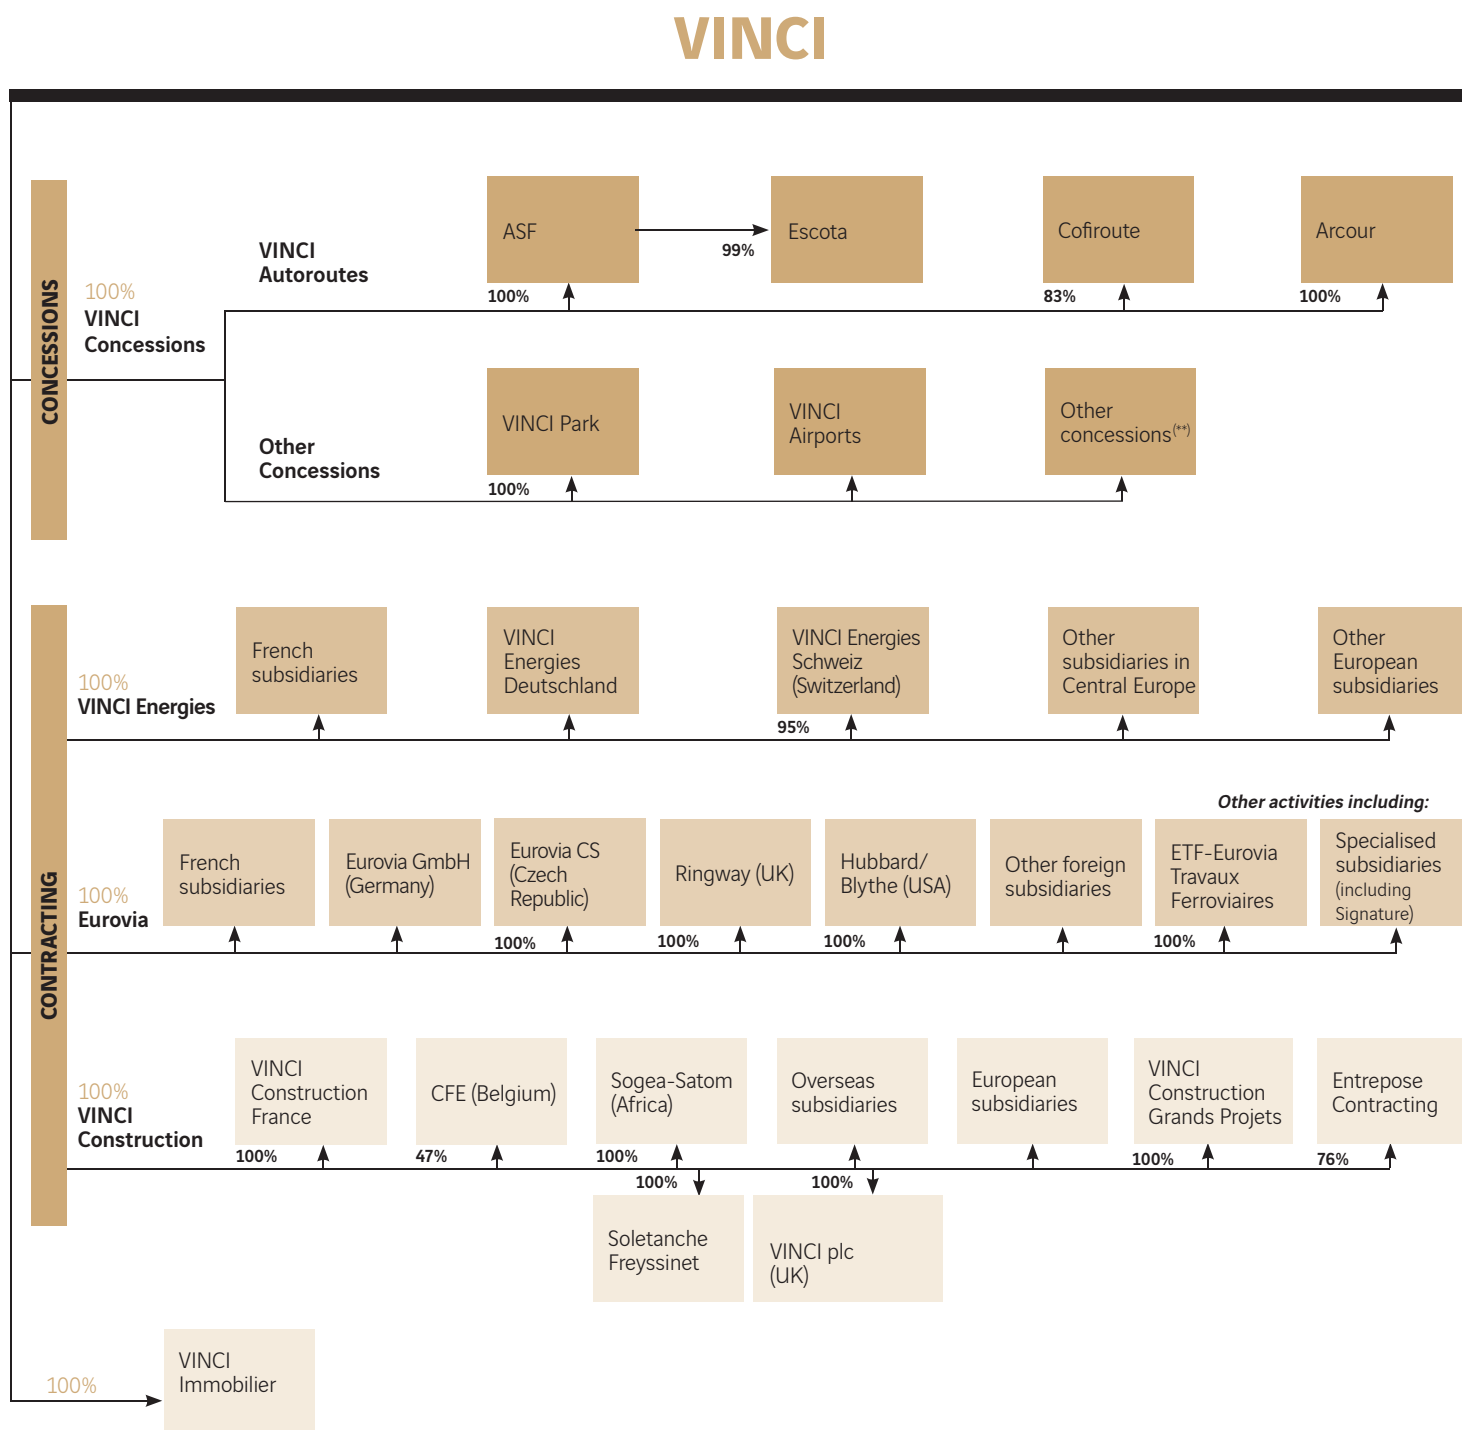 VINCI
CONCESSIONS
100%
VINCI
Concessions
VINCI
Autoroutes
ASF
100%
99%
Escota
Cofiroute
83%
Arcour
100%
Other
Concessions
VINCI Park
100%
VINCI
Airports
Other
concessions(**)
CONTRACTING
100%
VINCI Energies
French
subsidiaries
VINCI
Energies
Deutschland
VINCI Energies
Schweiz
(Switzerland)
95%
Other
subsidiaries in
Central Europe
Other
European
subsidiaries
100%
Eurovia
French
subsidiaries
Eurovia GmbH
(Germany)
Eurovia CS
(Czech
Republic)
100%
Ringway (UK)
100%
Hubbard/
Blythe (USA)
100%
Other foreign
subsidiaries
Other activities including:
ETF-Eurovia
Travaux
Ferroviaires
100%
Specialised
subsidiaries
(including
Signature)
100%
VINCI
Construction
VINCI
Construction
France
100%
CFE (Belgium)
47%
Sogea-Satom
(Africa)
100%
Overseas
subsidiaries
European
subsidiaries
VINCI
Construction
Grands Projets
100%
Entrepose
Contracting
76%
100%
Soletanche
Freyssinet
100%
VINCI plc
(UK)
100%
VINCI
Immobilier